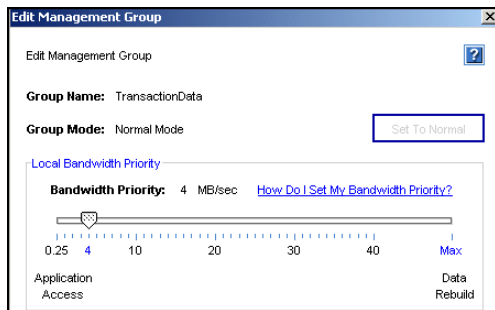 Edit Management Group
Edit Management Group
Group Name: TransactionData
Group Mode: Normal Mode
Set To Normal
Local Bandwidth Priority
Bandwidth Priority: 4 MB/sec How Do I Set My Bandwidth Priority?
0.25 4 10 20 30 40 Max
Application Access
Data Rebuild